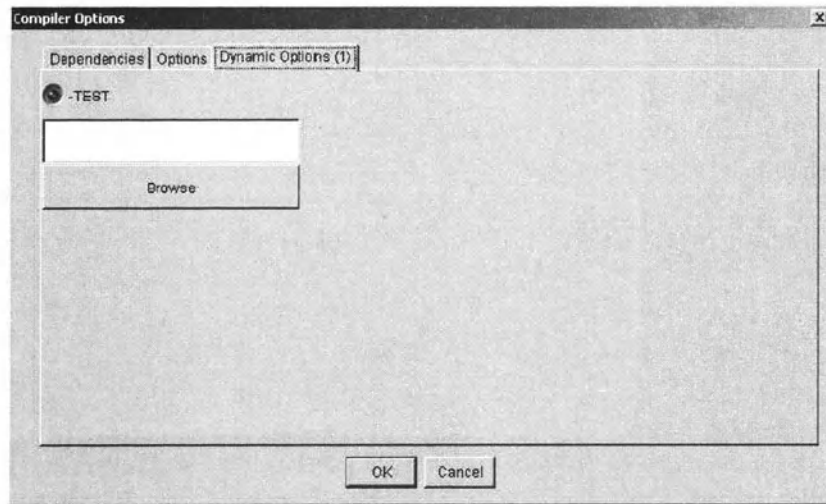 Compiler Options
Dependencies Options Dynamic Options (1)
-TEST
Browse
OK Cancel